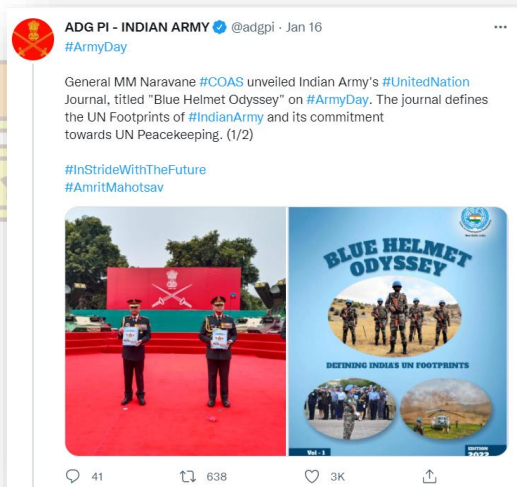 ADG PI - INDIAN ARMY @adgpi · Jan 16
#ArmyDay
General MM Naravane #COAS unveiled Indian Army's #UnitedNation
Journal, titled "Blue Helmet Odyssey" on #ArmyDay. The journal defines
the UN Footprints of #IndianArmy and its commitment
towards UN Peacekeeping. (1/2)
#InStrideWithTheFuture
#AmritMahotsav
BLUE HELMET
ODYSSEY
DEFINING INDIAS UN FOOTPRINTS
Vol - 1
EDITION
2022
41
638
3K